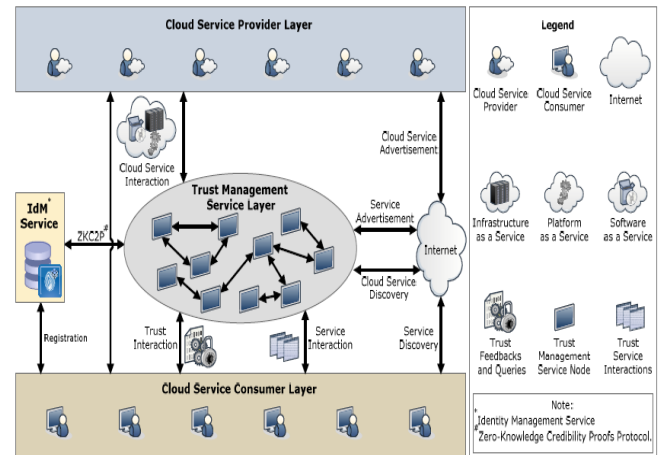 Cloud Service Provider Layer
Cloud Service
Interaction
Cloud Service
Advertisement
Trust Management
Service Layer
IdM*
Service
ZKC2P#
Service
Advertisement
Internet
Cloud Service
Discovery
Registration
Trust
Interaction
Service
Interaction
Service
Discovery
Cloud Service Consumer Layer
Legend
Cloud Service
Provider
Cloud Service
Consumer
Internet
Infrastructure
as a Service
Platform
as a Service
Software
as a Service
Trust
Feedbacks
and Queries
Trust
Management
Service Node
Trust
Service
Interactions
Note:
*Identity Management Service
#Zero-Knowledge Credibility Proofs Protocol.